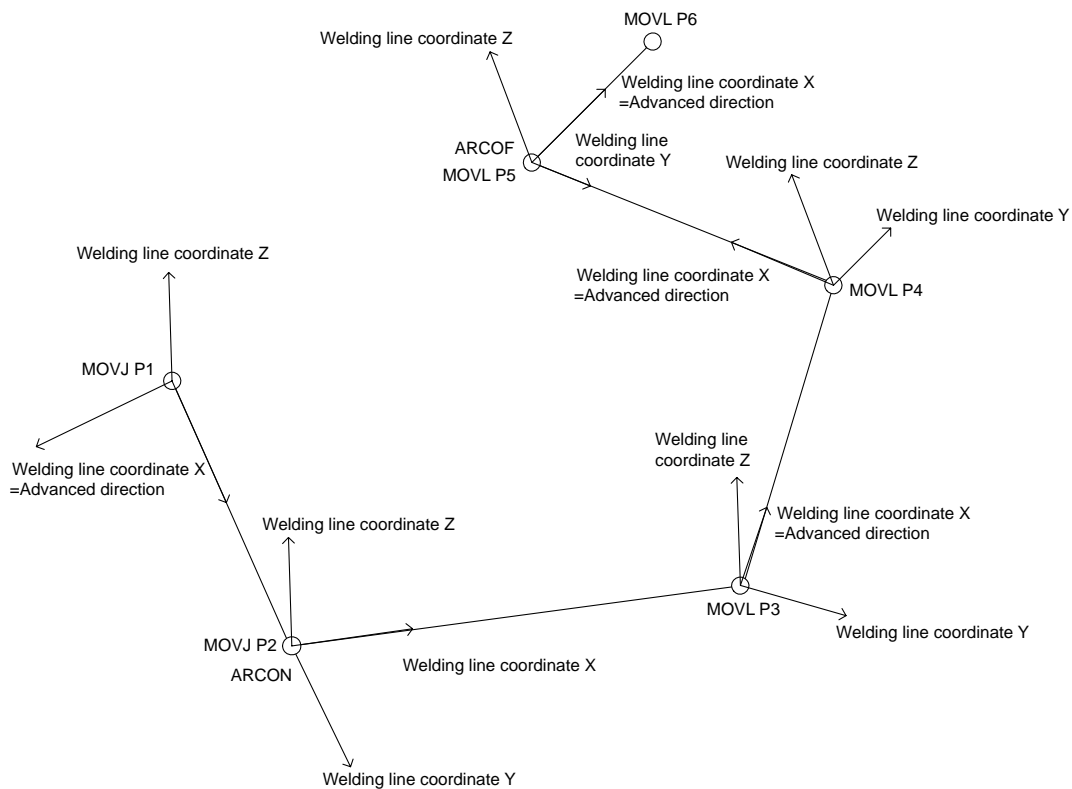 MOVL P6
Welding line coordinate Z
Welding line coordinate X
=Advanced direction
Welding line
coordinate Y
ARCOF
MOVL P5
Welding line coordinate Z
Welding line coordinate Y
Welding line coordinate X
=Advanced direction
MOVL P4
Welding line coordinate Z
MOVJ P1
Welding line coordinate X
=Advanced direction
Welding line
coordinate Z
Welding line coordinate X
=Advanced direction
Welding line coordinate Z
MOVL P3
Welding line coordinate Y
MOVJ P2
ARCON
Welding line coordinate X
Welding line coordinate Y